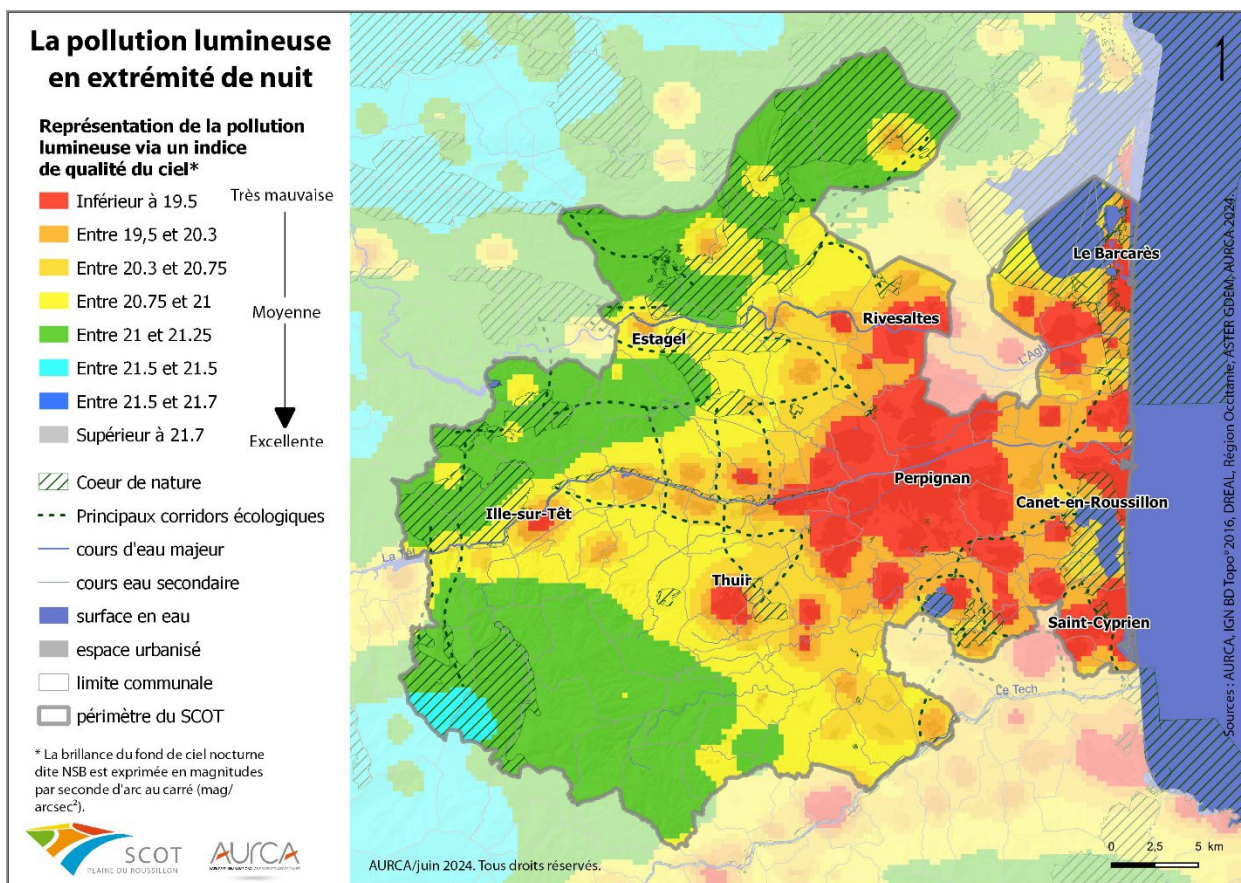 La pollution lumineuse
en extrémité de nuit
Représentation de la pollution
lumineuse via un indice
de qualité du ciel*
Très mauvaise
Inférieur à 19.5
Entre 19,5 et 20.3
Entre 20.3 et 20.75
Entre 20.75 et 21
Moyenne
Entre 21 et 21.25
Entre 21.5 et 21.5
Entre 21.5 et 21.7
Supérieur à 21.7
Excellente
Coeur de nature
Principaux corridors écologiques
cours d'eau majeur
cours eau secondaire
surface en eau
espace urbanisé
limite communale
périmètre du SCOT
* La brillance du fond de ciel nocturne
dite NSB est exprimée en magnitudes
par seconde d'arc au carré (mag/
arcsec²).
SCOT
PLAINE DU ROUSSILLON
AURCA
Le Barcarès
Rivesaltes
Estagel
L'Agly
Perpignan
Canet-en-Roussillon
Ille-sur-Têt
La Têt
Thuir
Saint-Cyprien
Le Tech
0 2,5 5 km
AURCA/juin 2024. Tous droits réservés.
Sources : AURCA, IGN BD Topo®2016, DREAL, Région Occitanie, ASTER GDEM, AURCA 2024.